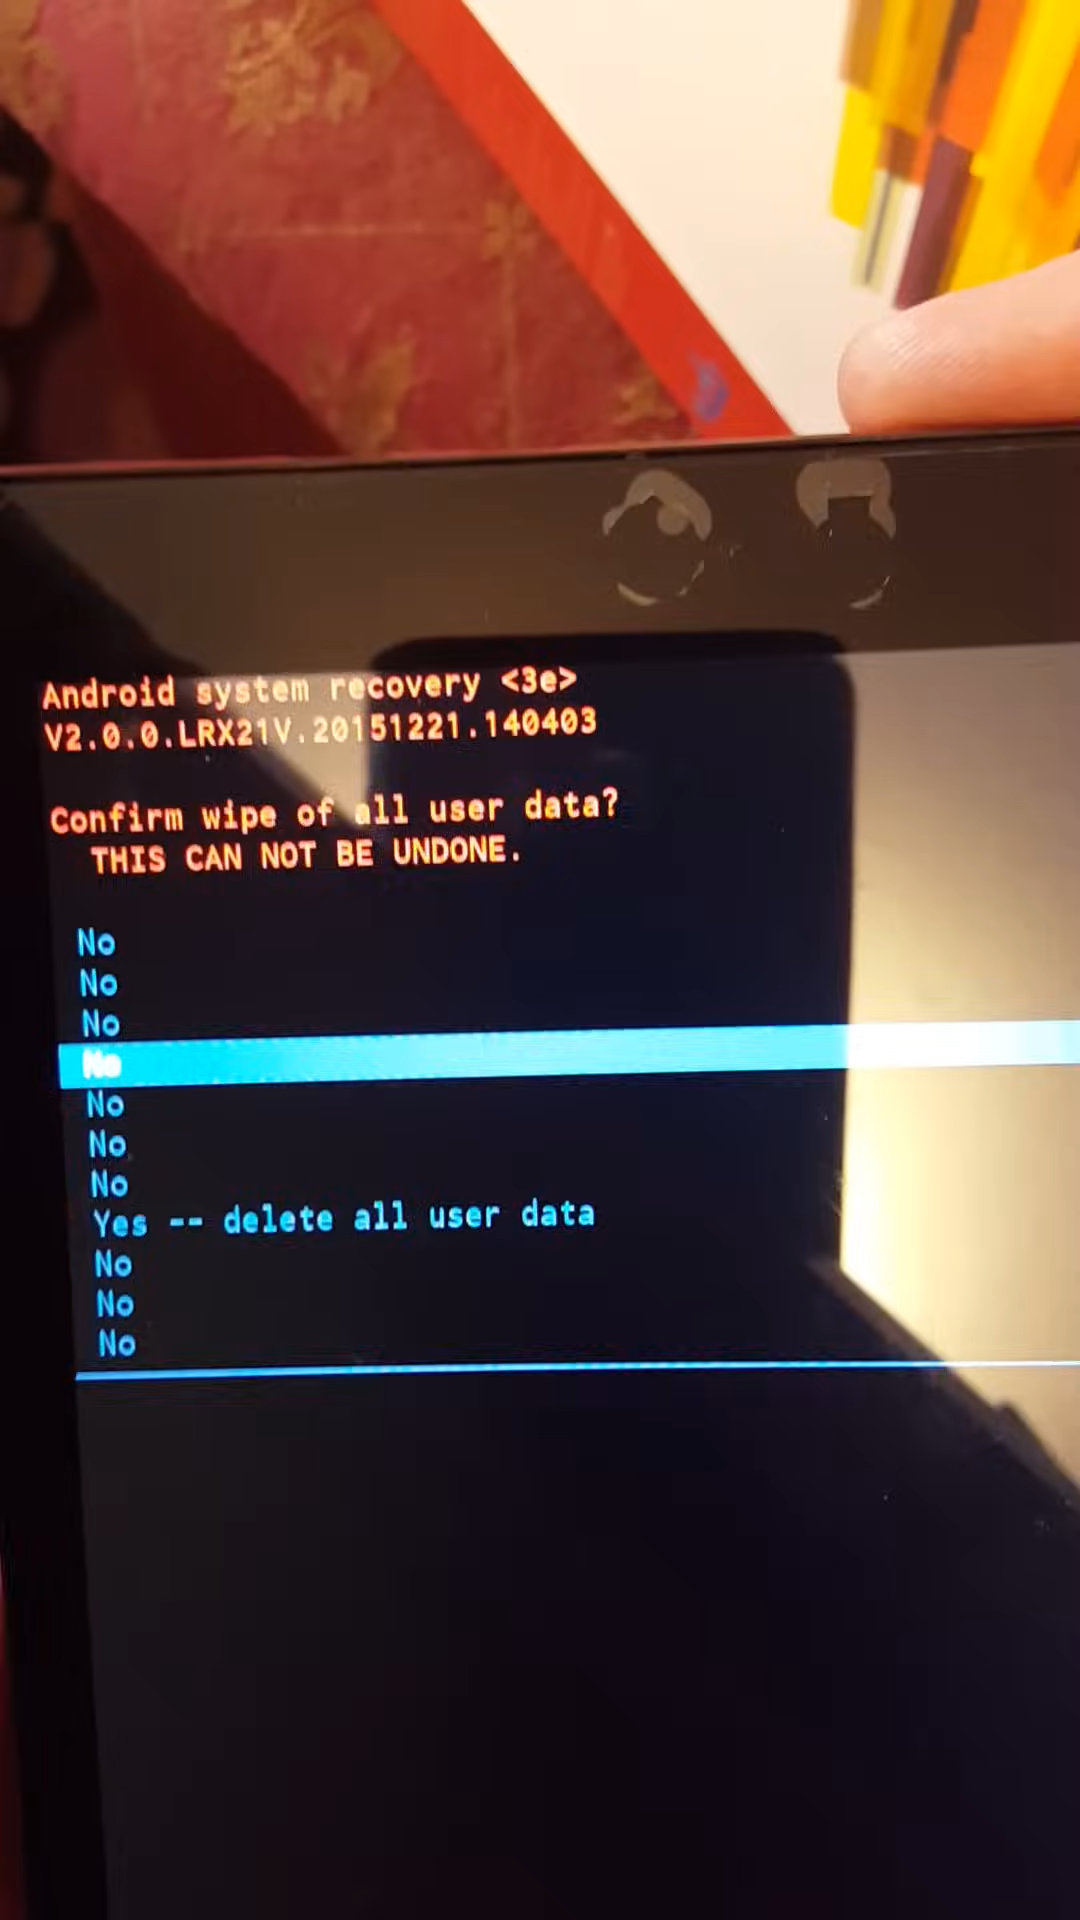 Android system recovery <3e>
V2.0.0.LRX21V.20151221.140403
Confirm wipe of all user data?
THIS CAN NOT BE UNDONE.
No
No
No
No
No
No
No
Yes -- delete all user data
No
No
No